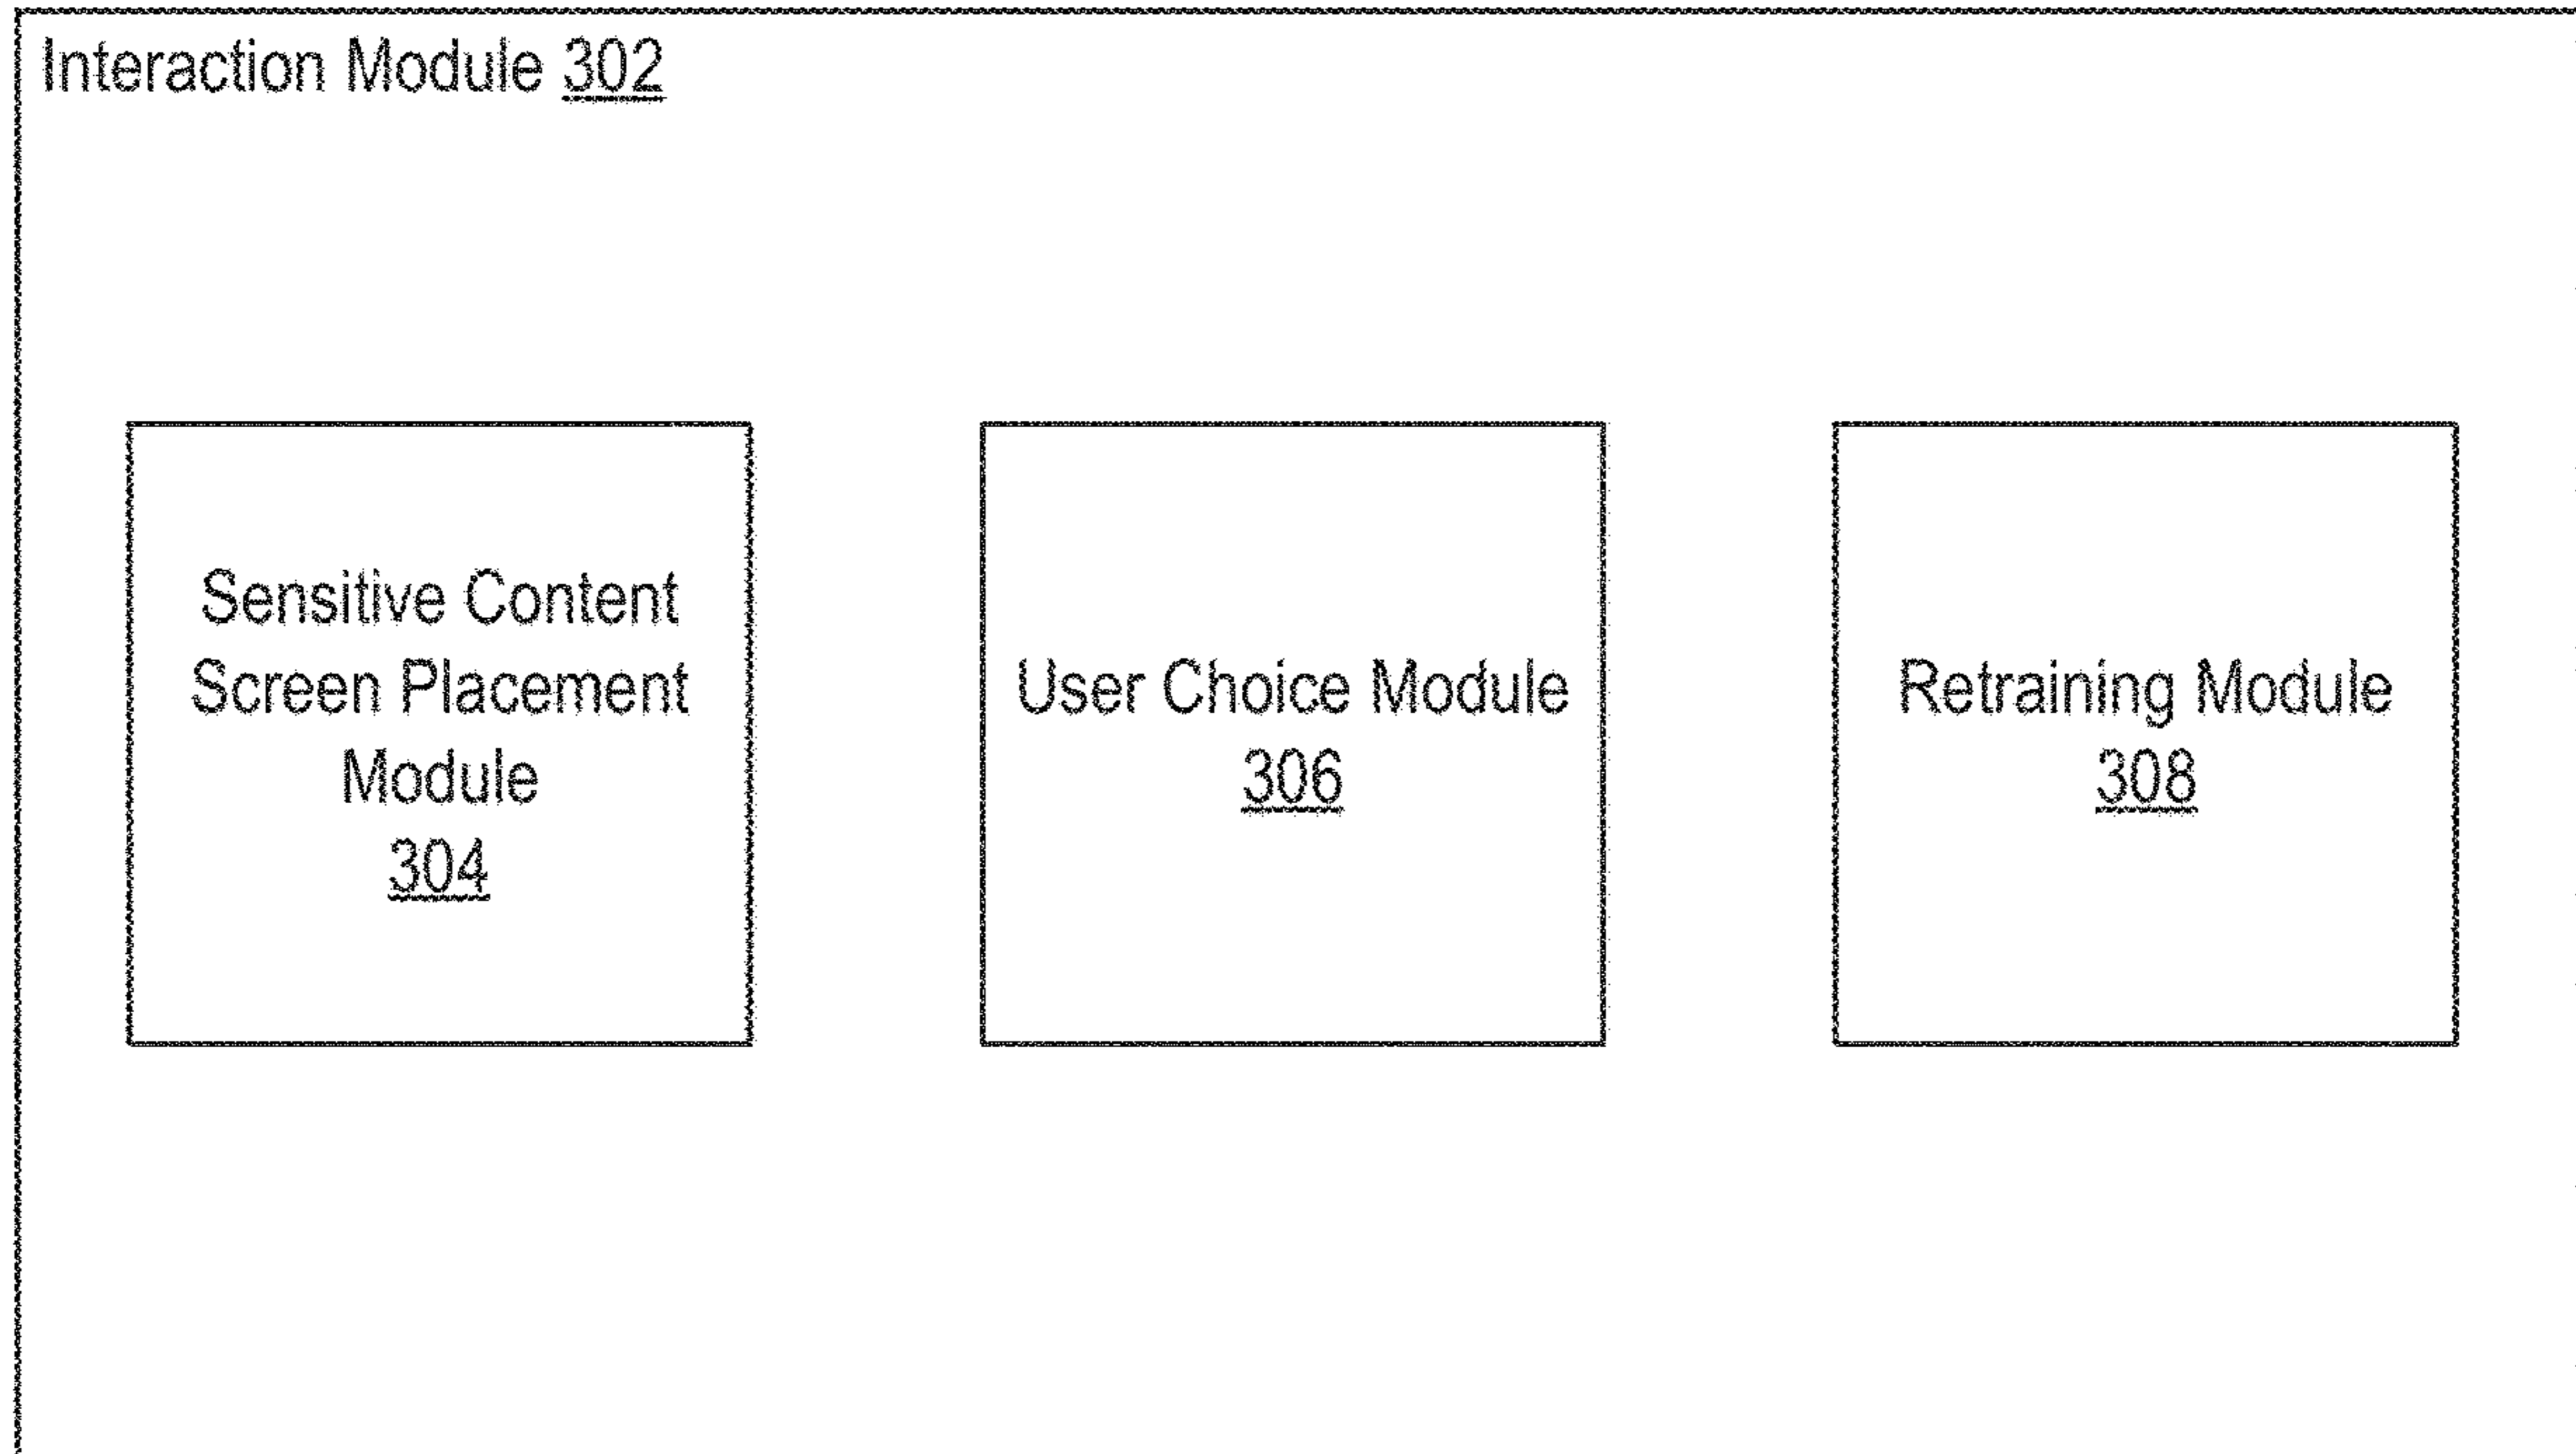 Interaction Module 302
Sensitive Content
Screen Placement
Module
304
User Choice Module
306
Retraining Module
308